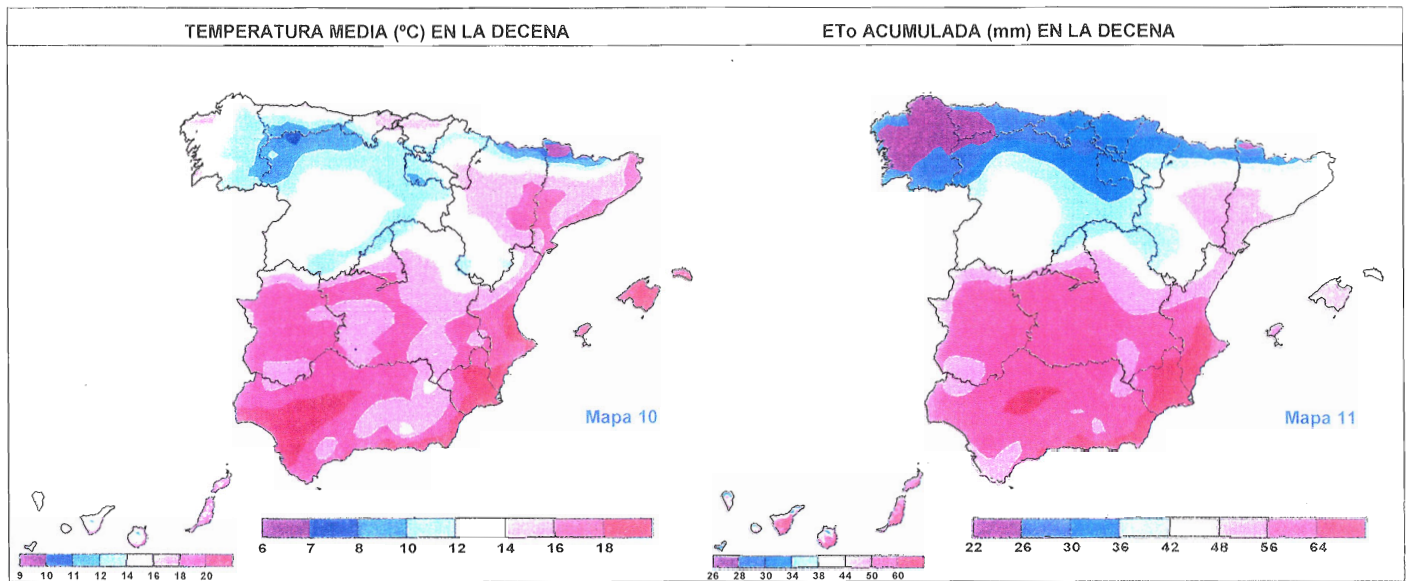 TEMPERATURA MEDIA (ºC) EN LA DECENA
ETo ACUMULADA (mm) EN LA DECENA
Mapa 10
Mapa 11
6 7 8 10 12 14 16 18
9 10 11 12 14 16 18 20
22 26 30 36 42 48 56 64
26 28 30 34 38 44 50 60